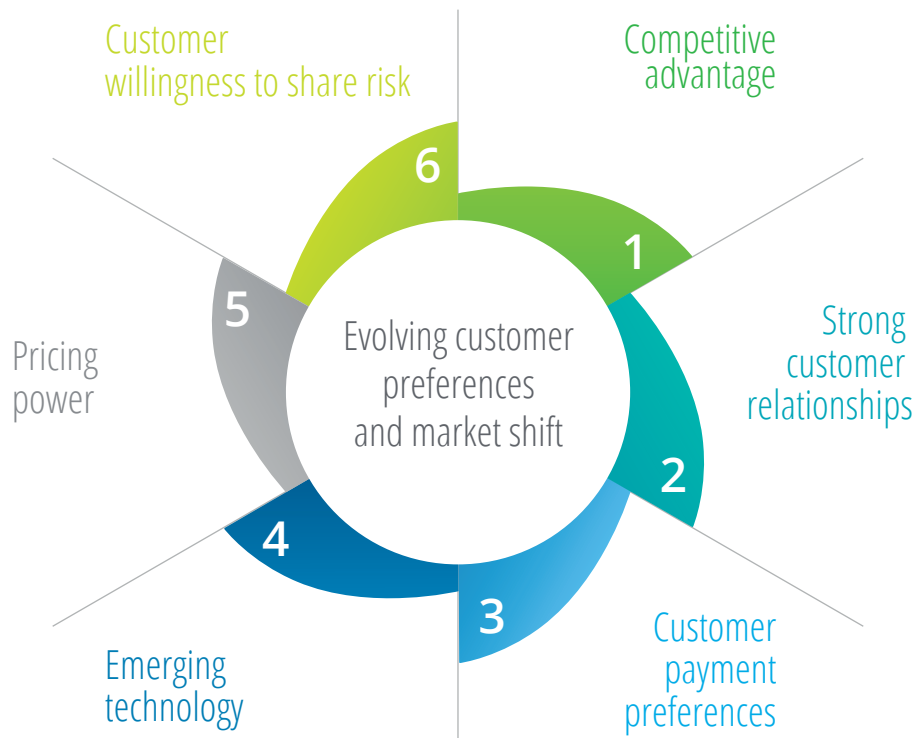 Customer
willingness to share risk
Competitive
advantage
6
1
5
Evolving customer
preferences
and market shift
Pricing
power
Strong
customer
relationships
2
4
3
Emerging
technology
Customer
payment
preferences